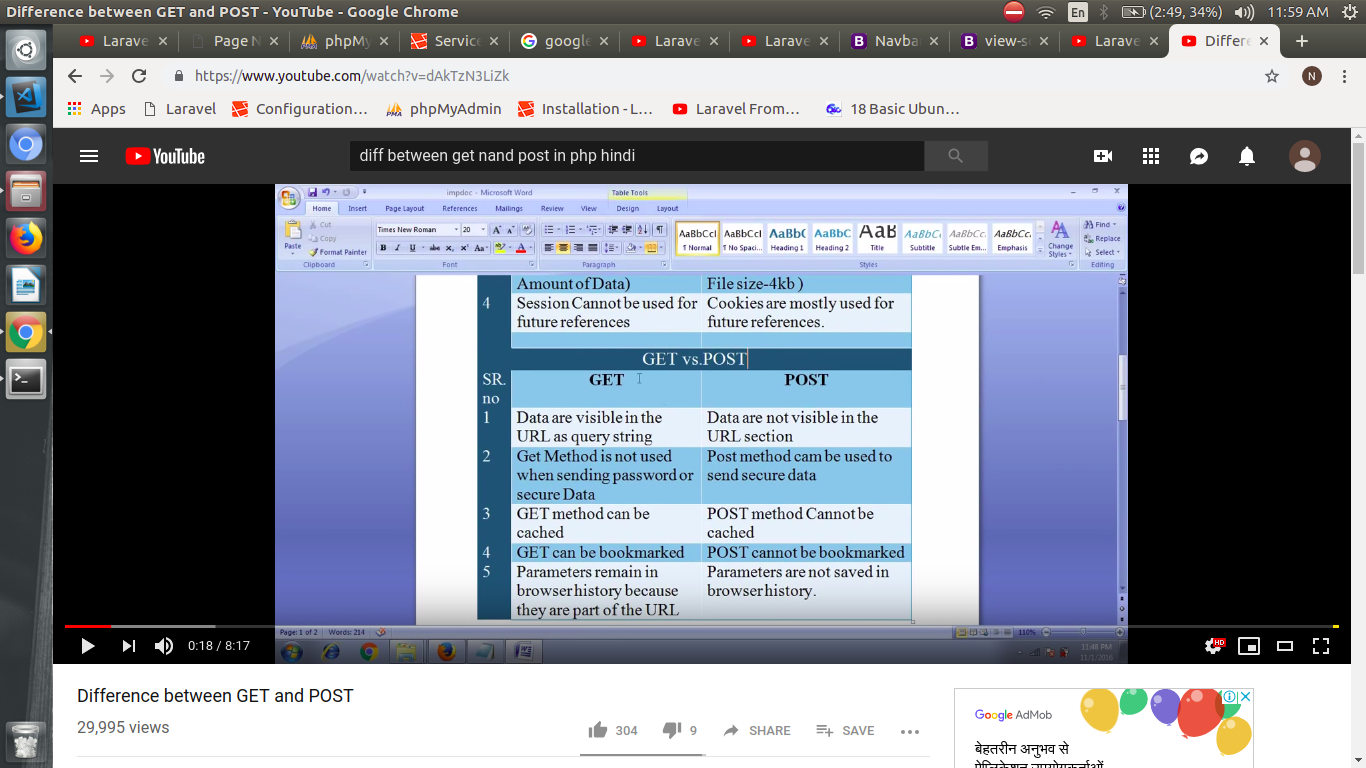 Difference between GET and POST - YouTube - Google Chrome
En
(2:49, 34%)
11:59 AM
Larave
Page N
phpMy
Service
google
Larave
Larave
Navba
view-s
Larave
Differe
https://www.youtube.com/watch?v=dAkTzN3LiZk
N
Apps
Laravel
Configuration...
phpMyAdmin
Installation - L...
Laravel From...
18 Basic Ubun...
YouTube
diff between get nand post in php hindi
impdoc - Microsoft Word
Table Tools
Home
Insert
Page Layout
References
Mailings
Review
View
Design
Layout
Paste
Cut
Copy
Format Painter
Clipboard
Times New Roman
20
Font
Paragraph
AaBbCcI
¶ Normal
AaBbCcI
¶ No Spaci...
AaBbC
Heading 1
AaBbC
Heading 2
AaB
Title
AaBbC
Subtitle
AaBbCc
Subtle Em...
AaBbCc
Emphasis
Change
Styles
Styles
Find
Replace
Select
Editing
Amount of Data)
File size-4kb )
4
Session Cannot be used for
future references
Cookies are mostly used for
future references.
GET vs.POST
SR.
no
GET
POST
1
Data are visible in the
URL as query string
Data are not visible in the
URL section
2
Get Method is not used
when sending password or
secure Data
Post method cam be used to
send secure data
3
GET method can be
cached
POST method Cannot be
cached
4
GET can be bookmarked
POST cannot be bookmarked
5
Parameters remain in
browser history because
they are part of the URL
Parameters are not saved in
browser history.
Page: 1 of 2
Words: 214
110%
11:48 PM
11/1/2016
0:18 / 8:17
HD
Difference between GET and POST
29,995 views
304
9
SHARE
SAVE
Google AdMob
बेहतरीन अनुभव से